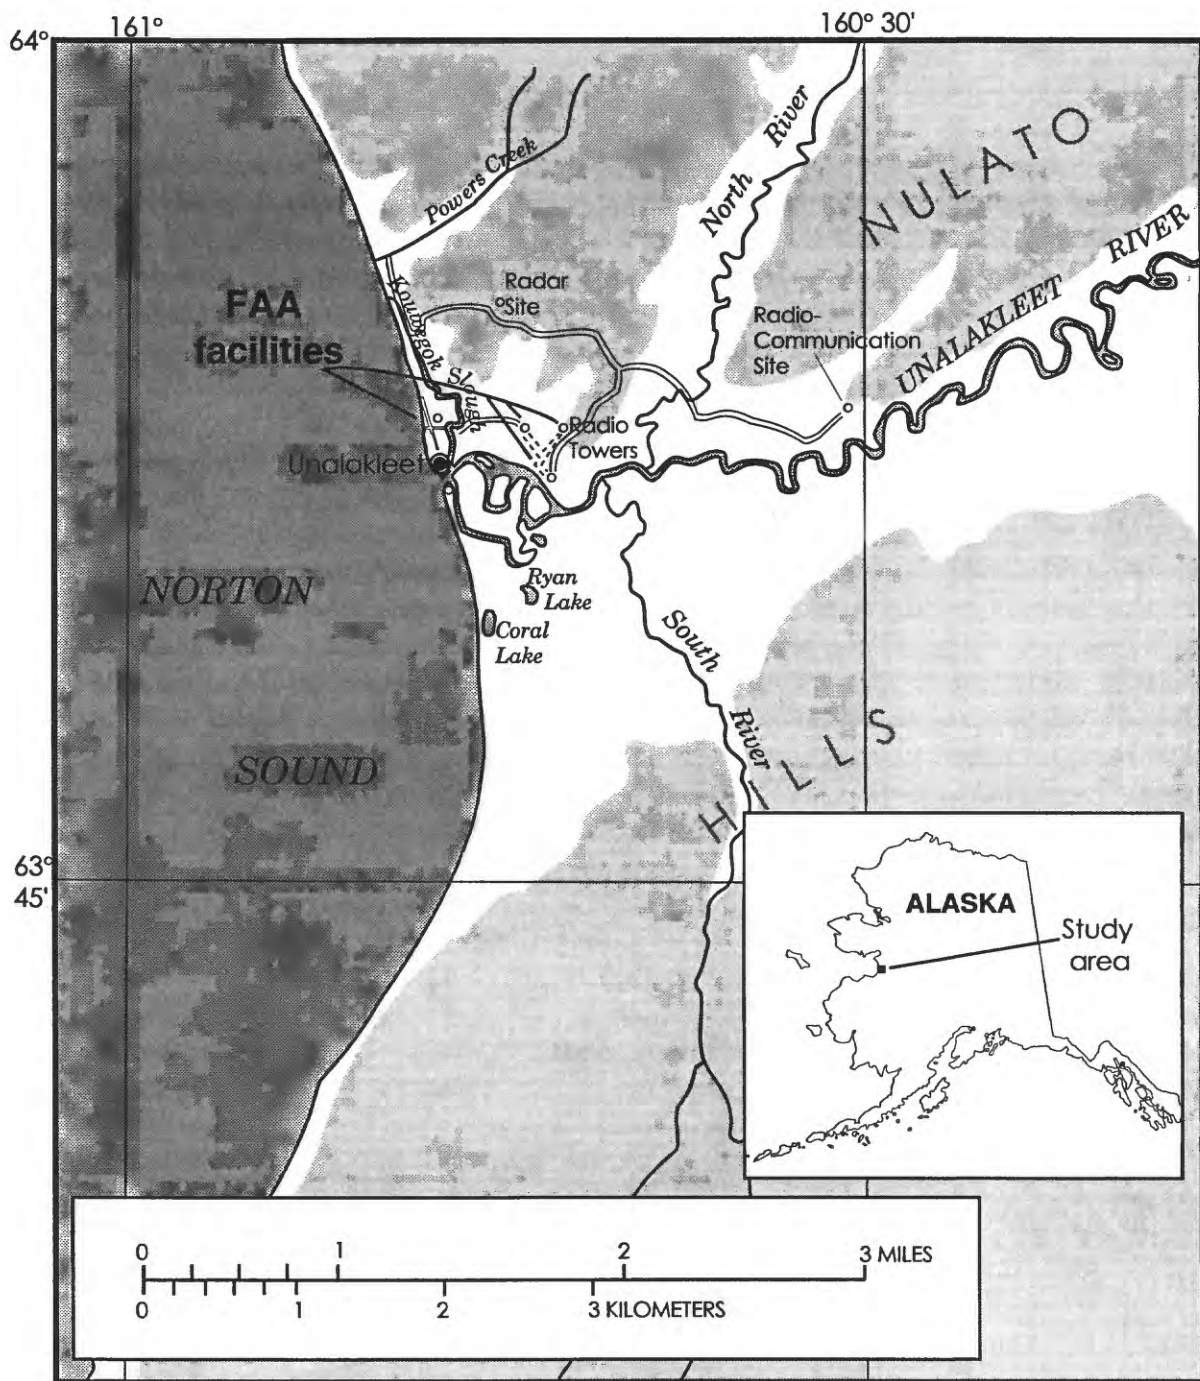 161°
160° 30'
64°
North River
NULATO
Powers Creek
UNALAKLEET RIVER
FAA
facilities
Kouwegok Slough
Radar
Site
Radio-
Communication
Site
Radio
Towers
Unalakleet
NORTON
SOUND
Ryan
Lake
Coral
Lake
South River
HILLS
63°
45'
ALASKA
Study
area
0 1 2 3 MILES
0 1 2 3 KILOMETERS